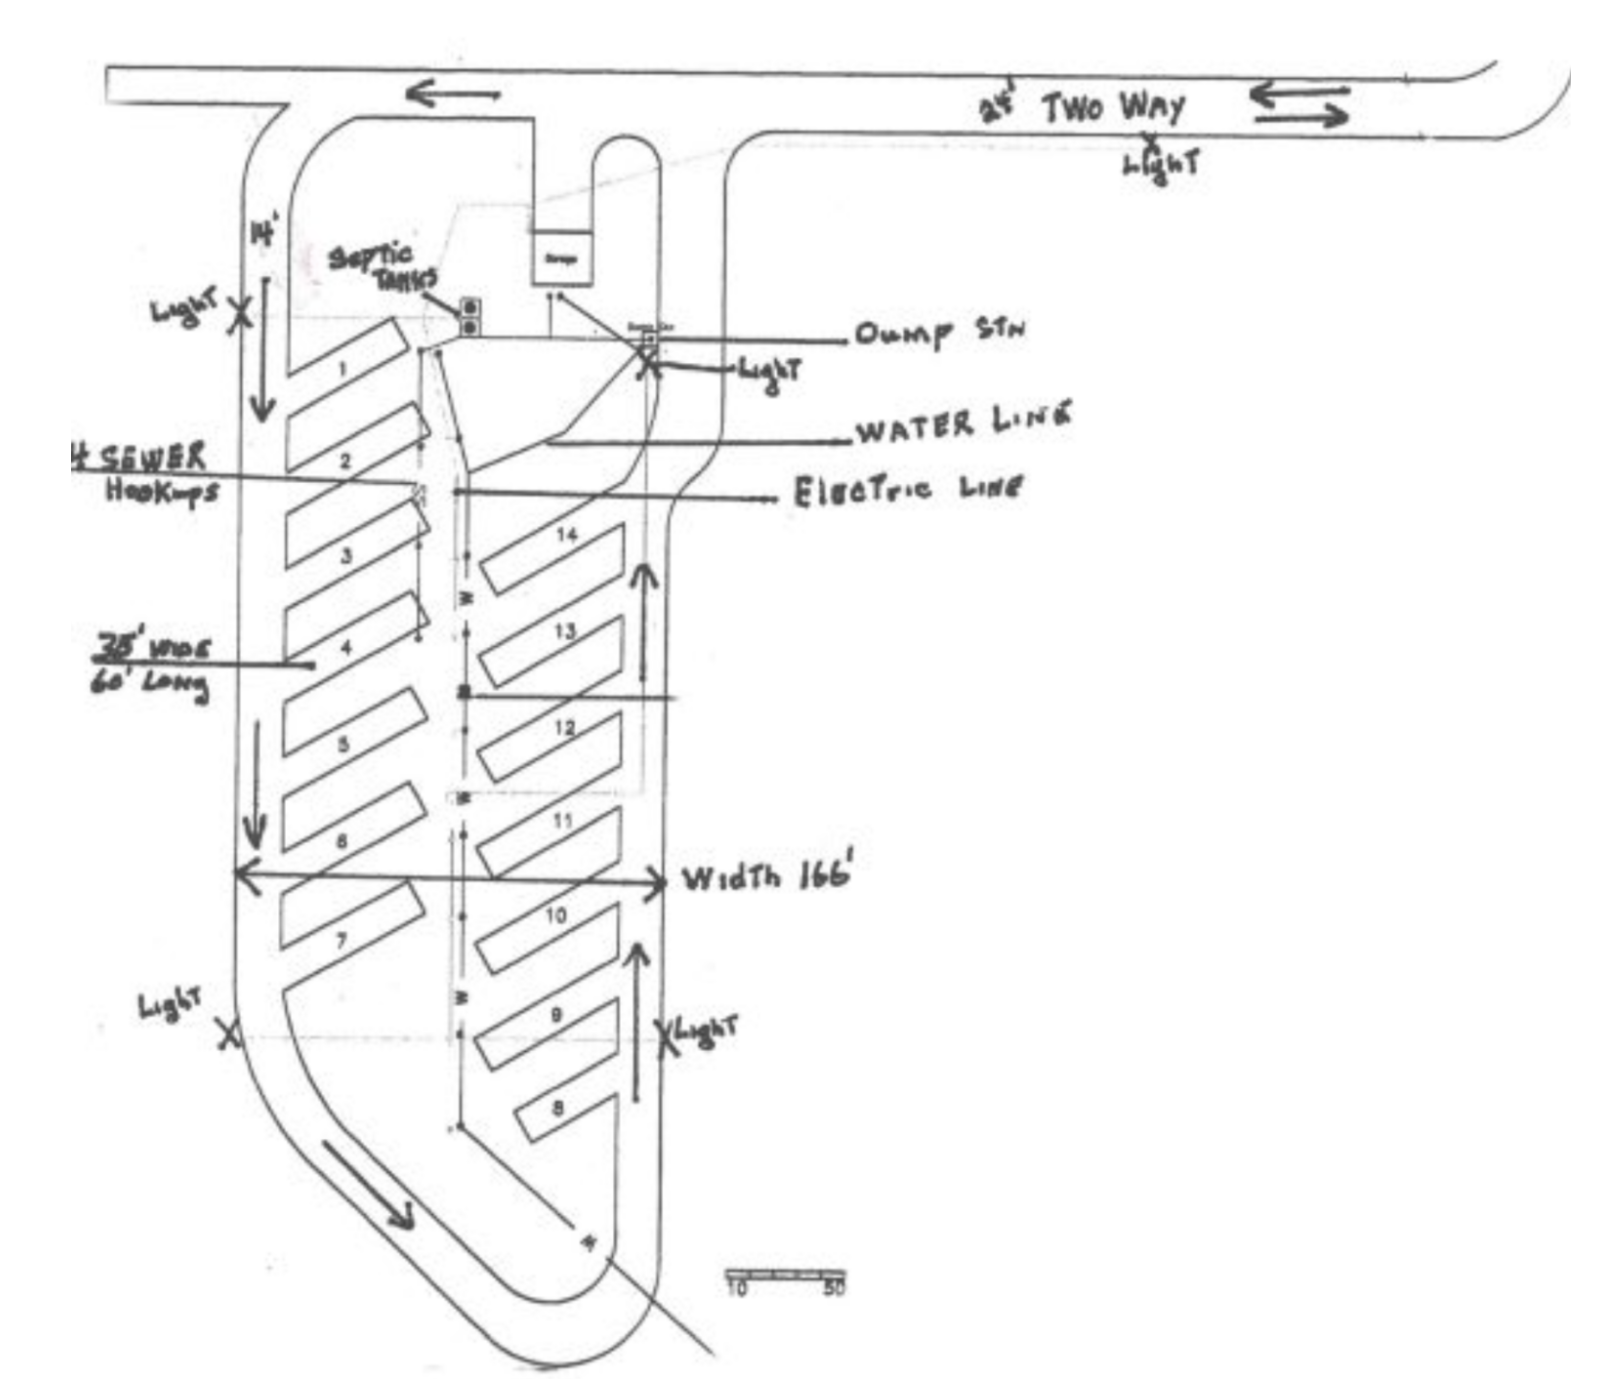 24' TWO WAY
Light
14'
Septic
TANKS
Light
Garage
Dump Stn
Dump STN
Light
1
WATER LINE
4 SEWER
Hookups
2
Electric LINE
3
14
W
13
35' WIDE
60' Long
4
12
5
W
11
6
Width 166'
10
7
W
9
Light
Light
8
W
10 50